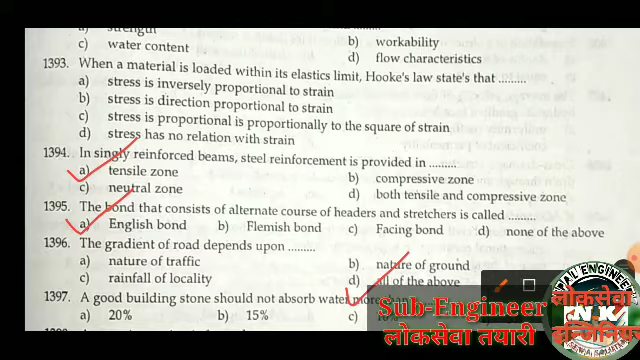 a) strength
b) workability
c) water content
d) flow characteristics
1393. When a material is loaded within its elastics limit, Hooke's law state's that .........
a) stress is inversely proportional to strain
b) stress is direction proportional to strain
c) stress is proportional is proportionally to the square of strain
d) stress has no relation with strain
1394. In singly reinforced beams, steel reinforcement is provided in .........
a) tensile zone
b) compressive zone
c) neutral zone
d) both tensile and compressive zone
1395. The bond that consists of alternate course of headers and stretchers is called .........
a) English bond b) Flemish bond c) Facing bond d) none of the above
1396. The gradient of road depends upon .........
a) nature of traffic
b) nature of ground
c) rainfall of locality
d) all of the above
1397. A good building stone should not absorb water more than
a) 20% b) 15% c) 10%
Sub-Engineer
लोकसेवा तयारी
लोकसेवा
इन्जिनियर